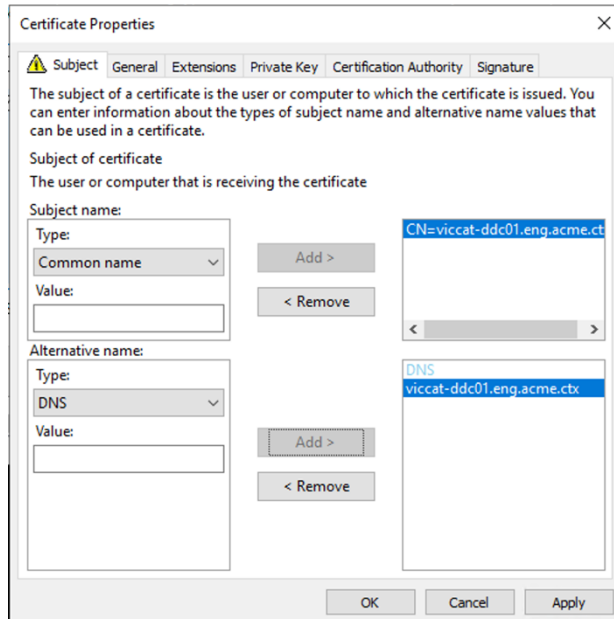 Certificate Properties
Subject General Extensions Private Key Certification Authority Signature
The subject of a certificate is the user or computer to which the certificate is issued. You
can enter information about the types of subject name and alternative name values that
can be used in a certificate.
Subject of certificate
The user or computer that is receiving the certificate
Subject name:
Type:
Common name
Value:
Add >
< Remove
CN=viccat-ddc01.eng.acme.ct
Alternative name:
Type:
DNS
Value:
Add >
< Remove
DNS
viccat-ddc01.eng.acme.ctx
OK Cancel Apply